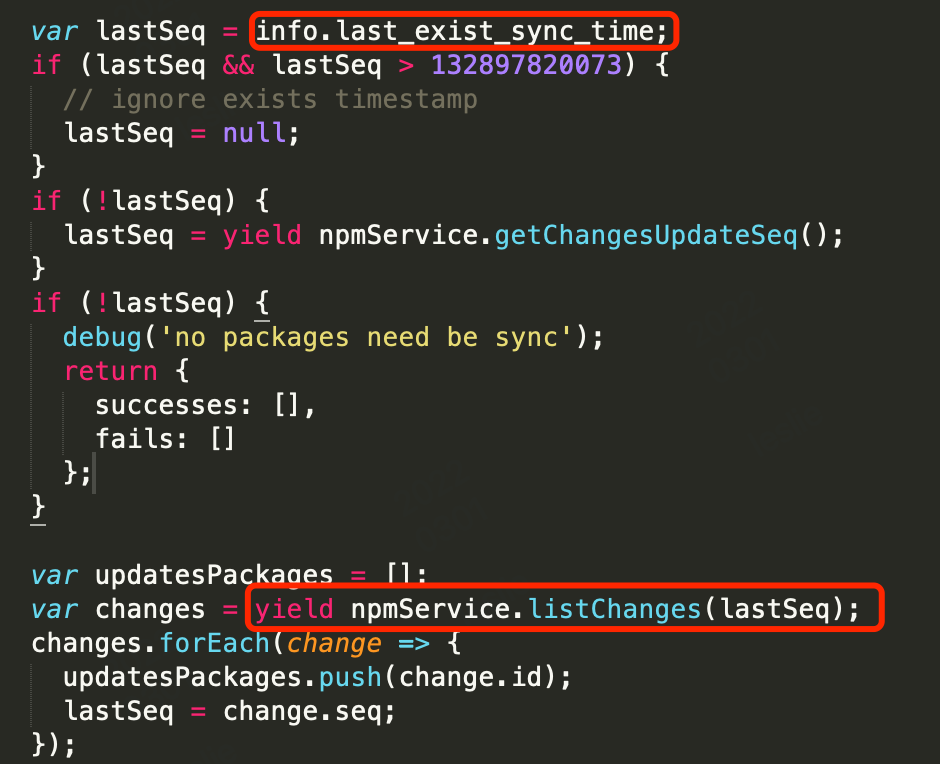 var lastSeq = info.last_exist_sync_time;
if (lastSeq && lastSeq > 132897820073) {
// ignore exists timestamp
lastSeq = null;
}
if (!lastSeq) {
lastSeq = yield npmService.getChangesUpdateSeq();
}
if (!lastSeq) {
debug('no packages need be sync');
return {
successes: [],
fails: []
};
}
var updatesPackages = [];
var changes = yield npmService.listChanges(lastSeq);
changes.forEach(change => {
updatesPackages.push(change.id);
lastSeq = change.seq;
});